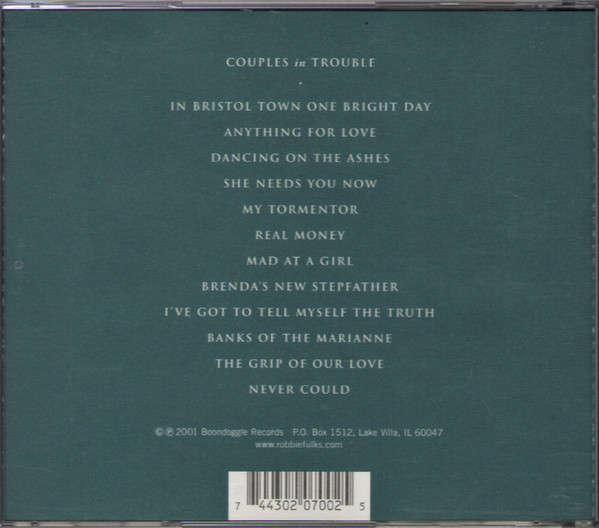 COUPLES in TROUBLE
IN BRISTOL TOWN ONE BRIGHT DAY
ANYTHING FOR LOVE
DANCING ON THE ASHES
SHE NEEDS YOU NOW
MY TORMENTOR
REAL MONEY
MAD AT A GIRL
BRENDA'S NEW STEPFATHER
I'VE GOT TO TELL MYSELF THE TRUTH
BANKS OF THE MARIANNE
THE GRIP OF OUR LOVE
NEVER COULD
©℗2001 Boondoggle Records P.O. Box 1512, Lake Villa, IL 60047
www.robbiefulks.com
7 44302 07002 5